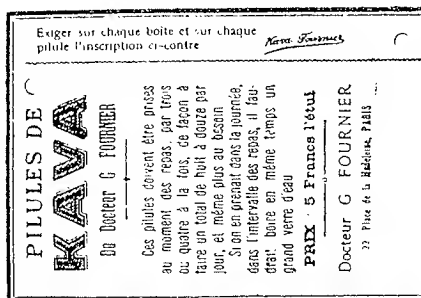 Exiger sur chaque boîte et sur chaque
pilule l'inscription ci-contre
Kava Fournier
PILULES DE
KAVA
Du Docteur G FOURNIER
Ces pilules doivent être prises
au moment des repas, par trois
ou quatre à la fois, de façon à
faire un total de huit à douze par
jour, et même plus au besoin
Si on en prenait dans la journée,
dans l'intervalle des repas, il fau-
drait boire en même temps un
grand verre d'eau
PRIX · 5 Francs l'étui
Docteur G FOURNIER
22 Place de la Madeleine, PARIS